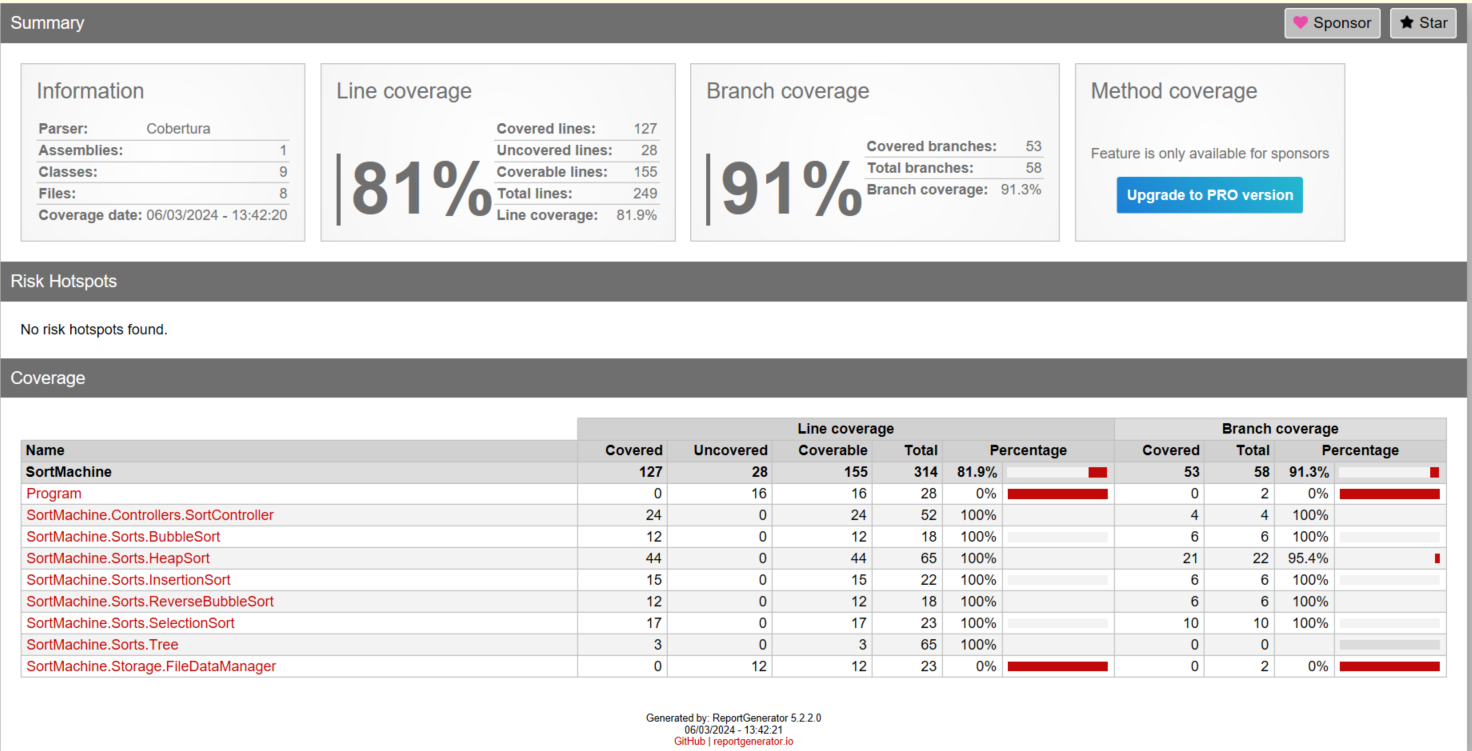 Summary
Sponsor Star
Information Line coverage Branch coverage Method coverage
Parser: Cobertura
Assemblies: 1
Classes: 9
Files: 8
Coverage date: 06/03/2024 - 13:42:20
81%
Covered lines: 127
Uncovered lines: 28
Coverable lines: 155
Total lines: 249
Line coverage: 81.9%
91%
Covered branches: 53
Total branches: 58
Branch coverage: 91.3%
Feature is only available for sponsors
Upgrade to PRO version
Risk Hotspots
No risk hotspots found.
Coverage
Line coverage Branch coverage
Name Covered Uncovered Coverable Total Percentage Covered Total Percentage
SortMachine 127 28 155 314 81.9% 53 58 91.3%
Program 0 16 16 28 0% 0 2 0%
SortMachine.Controllers.SortController 24 0 24 52 100% 4 4 100%
SortMachine.Sorts.BubbleSort 12 0 12 18 100% 6 6 100%
SortMachine.Sorts.HeapSort 44 0 44 65 100% 21 22 95.4%
SortMachine.Sorts.InsertionSort 15 0 15 22 100% 6 6 100%
SortMachine.Sorts.ReverseBubbleSort 12 0 12 18 100% 6 6 100%
SortMachine.Sorts.SelectionSort 17 0 17 23 100% 10 10 100%
SortMachine.Sorts.Tree 3 0 3 65 100% 0 0
SortMachine.Storage.FileDataManager 0 12 12 23 0% 0 2 0%
Generated by: ReportGenerator 5.2.2.0
06/03/2024 - 13:42:21
GitHub | reportgenerator.io